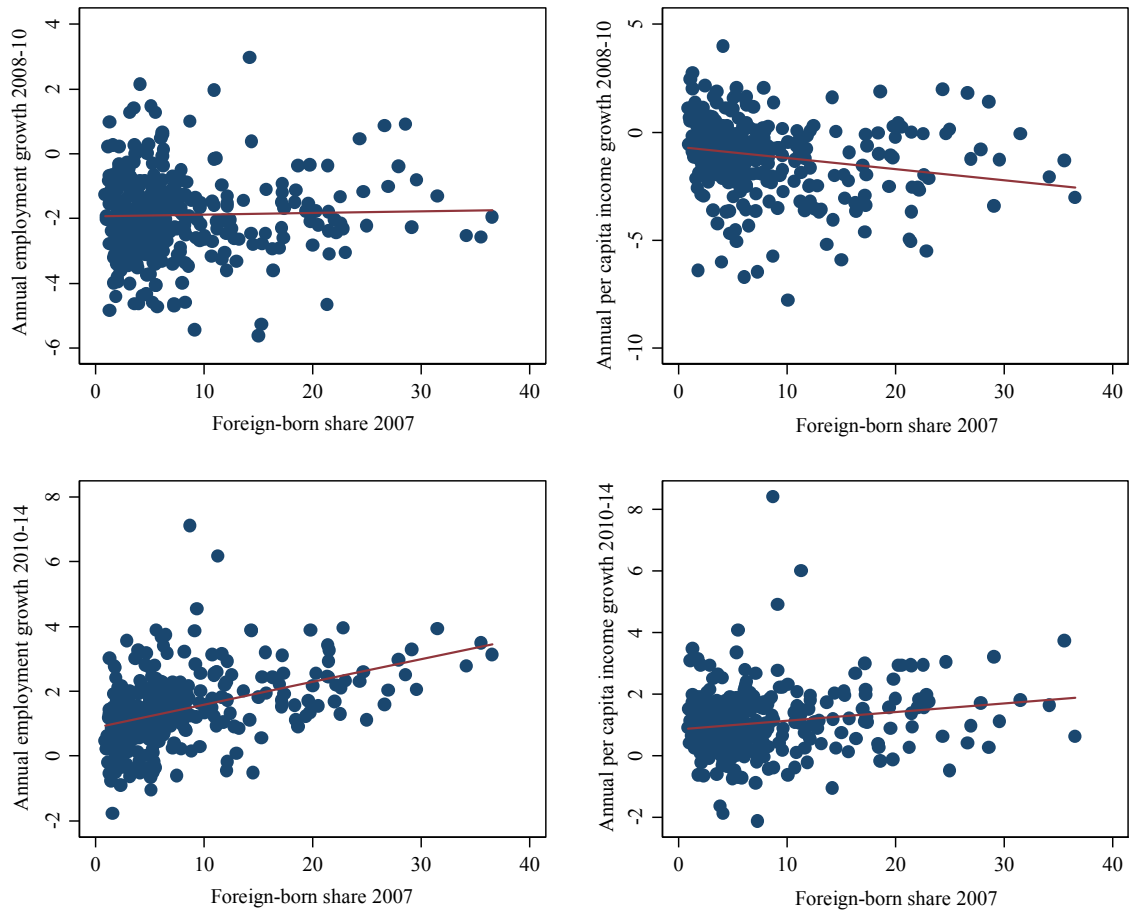 Annual employment growth 2008-10
4
2
0
-2
-4
-6
0 10 20 30 40
Foreign-born share 2007
Annual per capita income growth 2008-10
5
0
-5
-10
0 10 20 30 40
Foreign-born share 2007
Annual employment growth 2010-14
8
6
4
2
0
-2
0 10 20 30 40
Foreign-born share 2007
Annual per capita income growth 2010-14
8
6
4
2
0
-2
0 10 20 30 40
Foreign-born share 2007